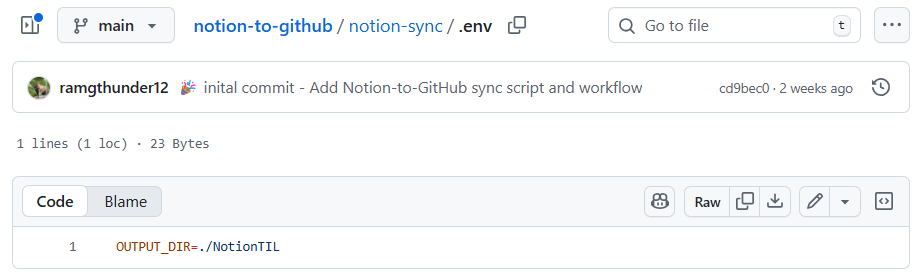 main notion-to-github / notion-sync / .env Go to file t
ramgthunder12 🎉 inital commit - Add Notion-to-GitHub sync script and workflow cd9bec0 · 2 weeks ago
1 lines (1 loc) · 23 Bytes
Code Blame Raw
1 OUTPUT_DIR=./NotionTIL